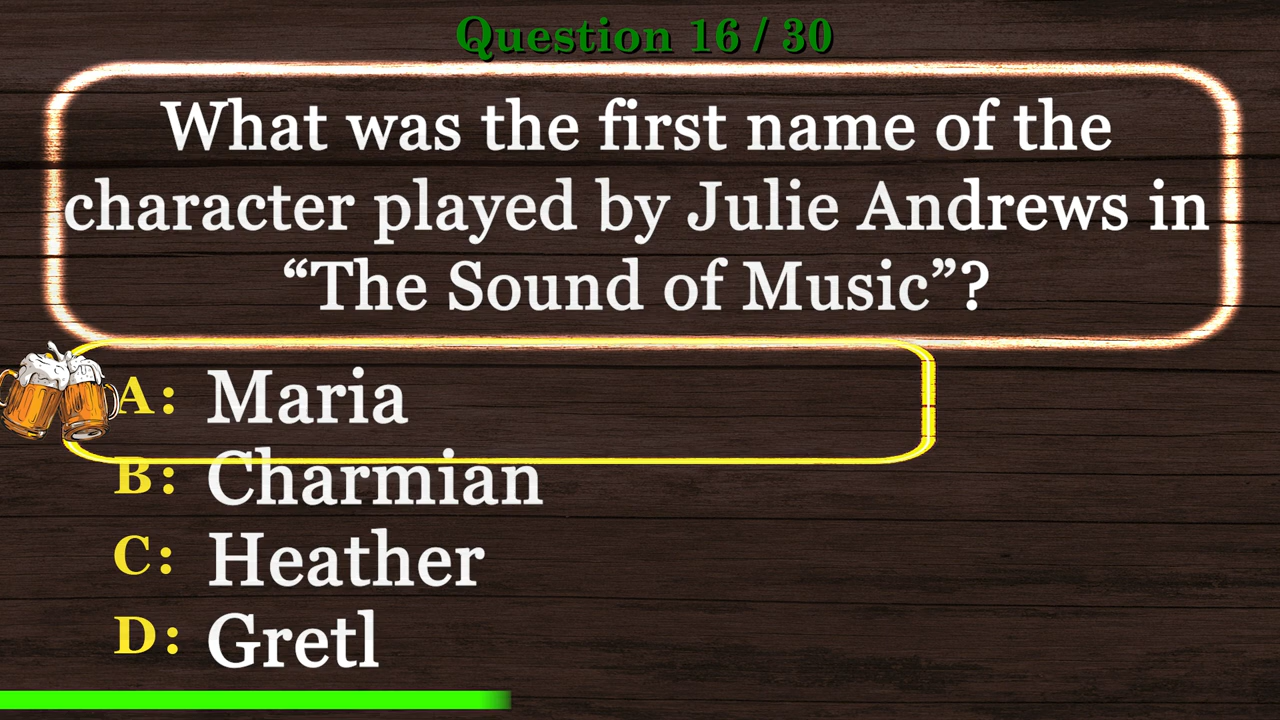 Question 16 / 30
What was the first name of the
character played by Julie Andrews in
“The Sound of Music”?
A: Maria
B: Charmian
C: Heather
D: Gretl